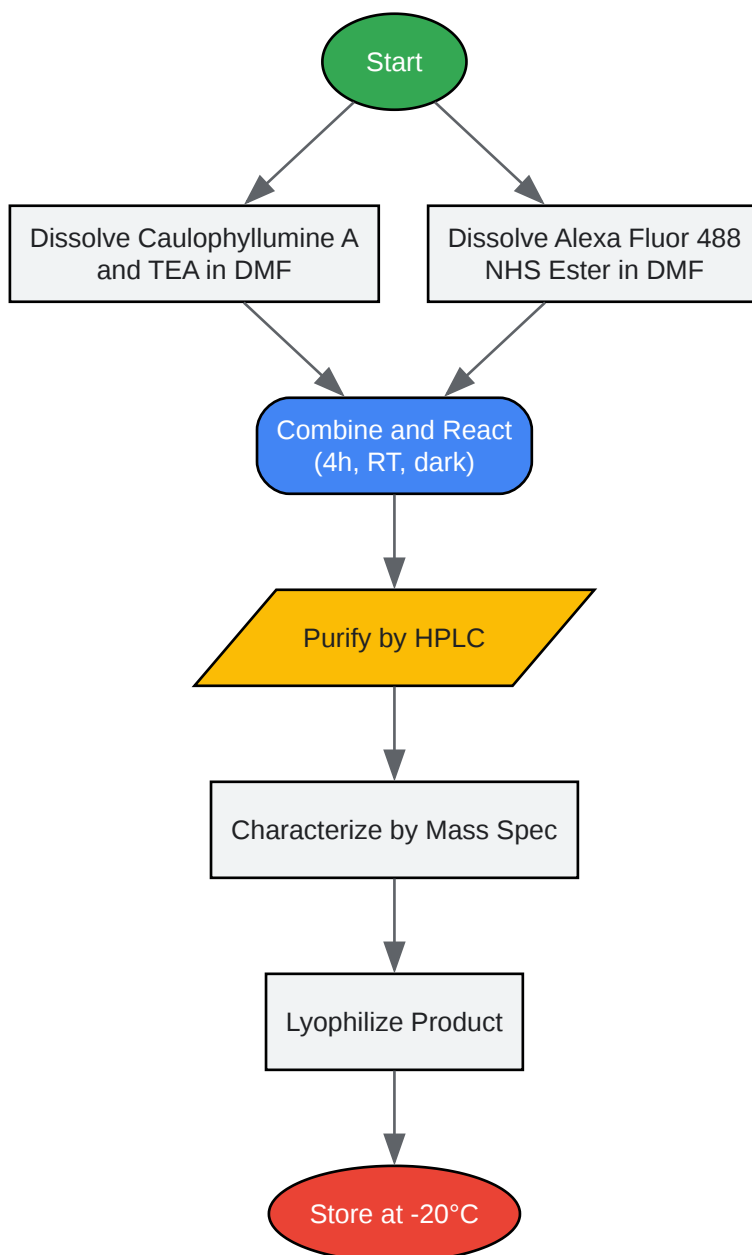 Start
Dissolve Caulophyllumine A
and TEA in DMF
Dissolve Alexa Fluor 488
NHS Ester in DMF
Combine and React
(4h, RT, dark)
Purify by HPLC
Characterize by Mass Spec
Lyophilize Product
Store at -20°C